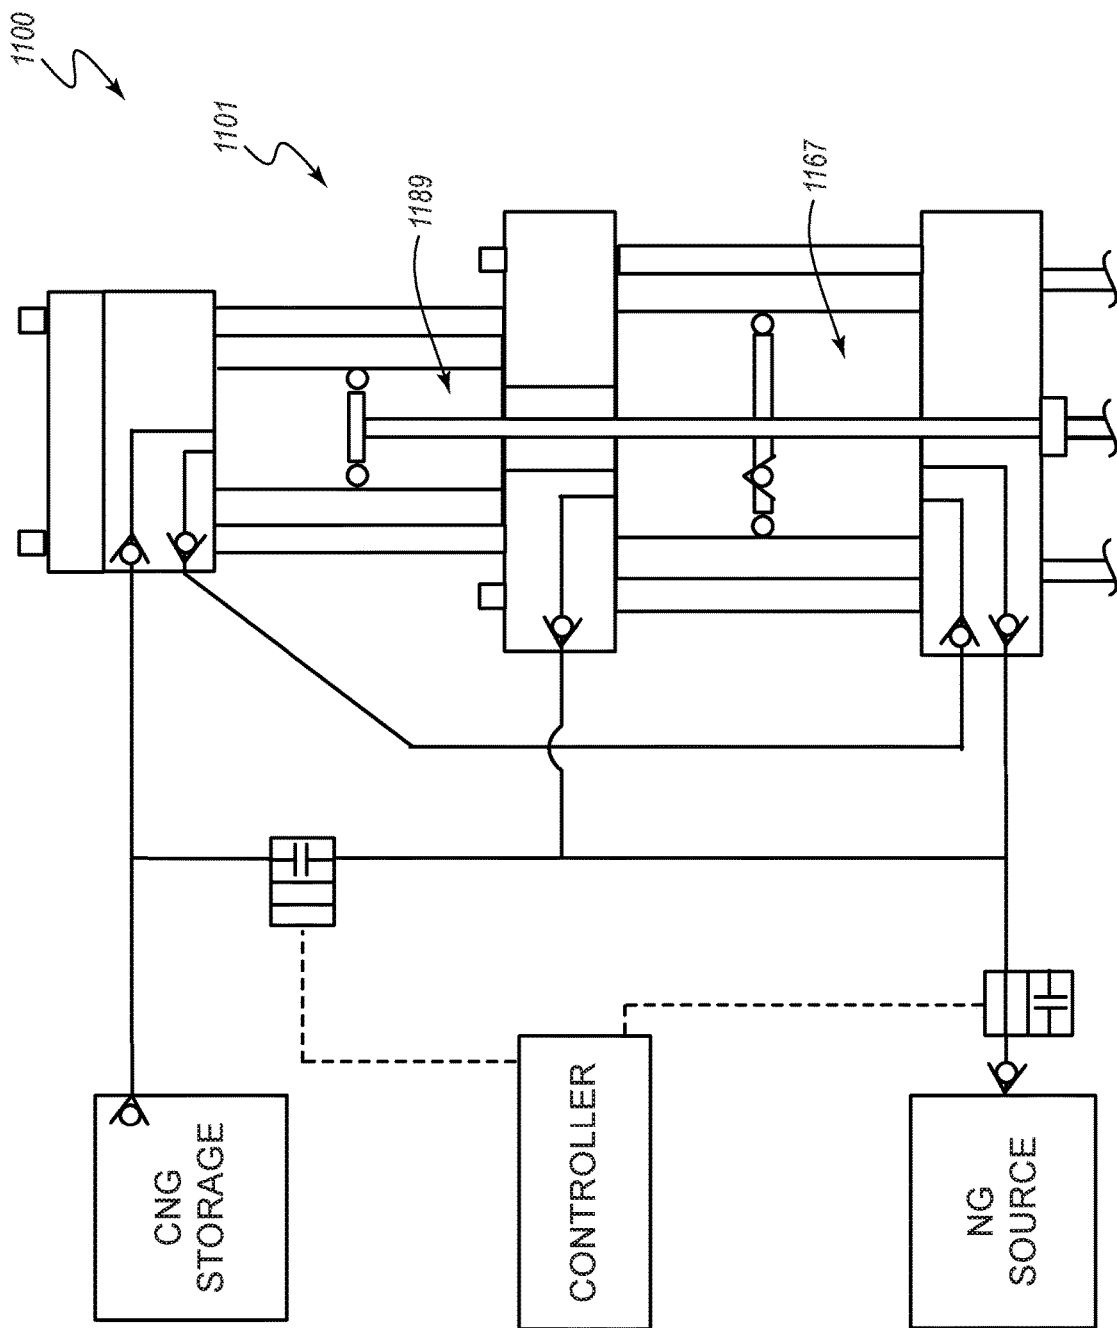 1100
1101
1189
1167
CNG
STORAGE
CONTROLLER
NG
SOURCE